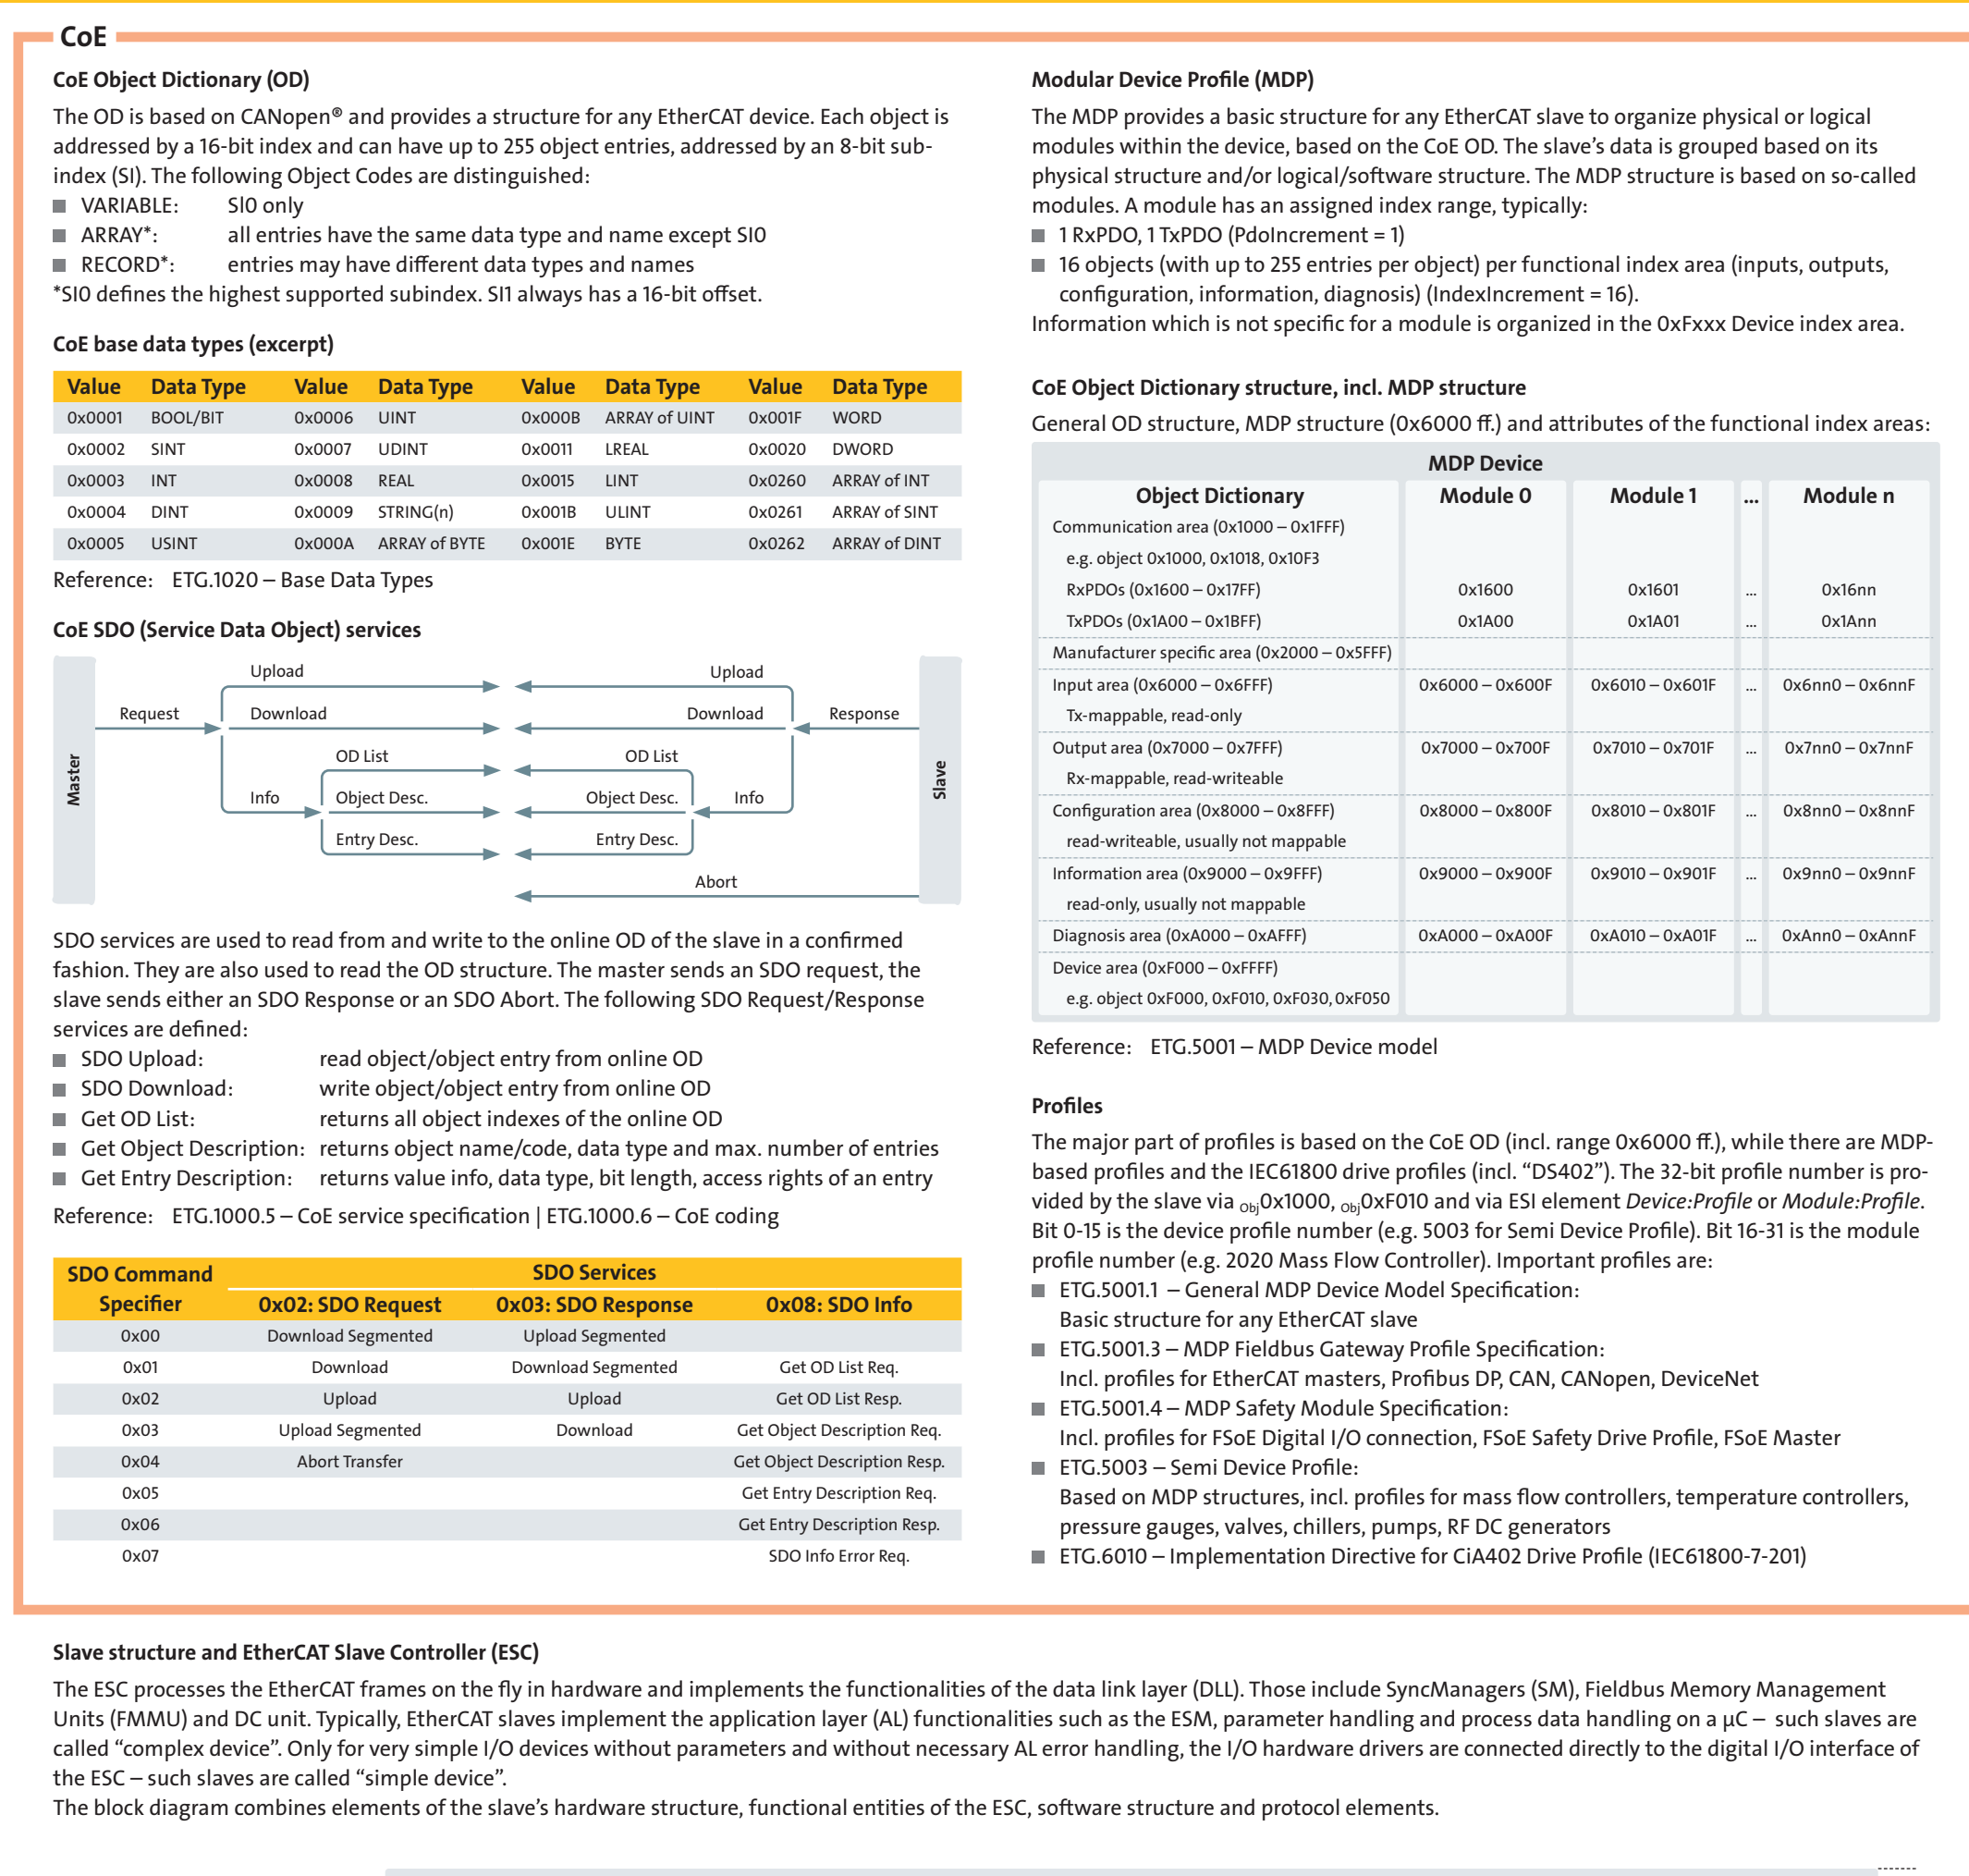 CoE
CoE Object Dictionary (OD)
The OD is based on CANopen® and provides a structure for any EtherCAT device. Each object is
addressed by a 16-bit index and can have up to 255 object entries, addressed by an 8-bit sub-
index (SI). The following Object Codes are distinguished:
■ VARIABLE: SI0 only
■ ARRAY*: all entries have the same data type and name except SI0
■ RECORD*: entries may have different data types and names
*SI0 defines the highest supported subindex. SI1 always has a 16-bit offset.
CoE base data types (excerpt)
Value Data Type Value Data Type Value Data Type Value Data Type
0x0001 BOOL/BIT 0x0006 UINT 0x000B ARRAY of UINT 0x001F WORD
0x0002 SINT 0x0007 UDINT 0x0011 LREAL 0x0020 DWORD
0x0003 INT 0x0008 REAL 0x0015 LINT 0x0260 ARRAY of INT
0x0004 DINT 0x0009 STRING(n) 0x001B ULINT 0x0261 ARRAY of SINT
0x0005 USINT 0x000A ARRAY of BYTE 0x001E BYTE 0x0262 ARRAY of DINT
Reference: ETG.1020 – Base Data Types
CoE SDO (Service Data Object) services
Upload Upload
Request Download Download Response
OD List OD List
Master
Slave
Info Object Desc. Object Desc. Info
Entry Desc. Entry Desc.
Abort
SDO services are used to read from and write to the online OD of the slave in a confirmed
fashion. They are also used to read the OD structure. The master sends an SDO request, the
slave sends either an SDO Response or an SDO Abort. The following SDO Request/Response
services are defined:
■ SDO Upload: read object/object entry from online OD
■ SDO Download: write object/object entry from online OD
■ Get OD List: returns all object indexes of the online OD
■ Get Object Description: returns object name/code, data type and max. number of entries
■ Get Entry Description: returns value info, data type, bit length, access rights of an entry
Reference: ETG.1000.5 – CoE service specification | ETG.1000.6 – CoE coding
SDO Command SDO Services
Specifier 0x02: SDO Request 0x03: SDO Response 0x08: SDO Info
0x00 Download Segmented Upload Segmented
0x01 Download Download Segmented Get OD List Req.
0x02 Upload Upload Get OD List Resp.
0x03 Upload Segmented Download Get Object Description Req.
0x04 Abort Transfer Get Object Description Resp.
0x05 Get Entry Description Req.
0x06 Get Entry Description Resp.
0x07 SDO Info Error Req.
Modular Device Profile (MDP)
The MDP provides a basic structure for any EtherCAT slave to organize physical or logical
modules within the device, based on the CoE OD. The slave’s data is grouped based on its
physical structure and/or logical/software structure. The MDP structure is based on so-called
modules. A module has an assigned index range, typically:
■ 1 RxPDO, 1 TxPDO (PdoIncrement = 1)
■ 16 objects (with up to 255 entries per object) per functional index area (inputs, outputs,
configuration, information, diagnosis) (IndexIncrement = 16).
Information which is not specific for a module is organized in the 0xFxxx Device index area.
CoE Object Dictionary structure, incl. MDP structure
General OD structure, MDP structure (0x6000 ff.) and attributes of the functional index areas:
MDP Device
Object Dictionary Module 0 Module 1 ... Module n
Communication area (0x1000 – 0x1FFF)
e.g. object 0x1000, 0x1018, 0x10F3
RxPDOs (0x1600 – 0x17FF) 0x1600 0x1601 ... 0x16nn
TxPDOs (0x1A00 – 0x1BFF) 0x1A00 0x1A01 ... 0x1Ann
Manufacturer specific area (0x2000 – 0x5FFF)
Input area (0x6000 – 0x6FFF) 0x6000 – 0x600F 0x6010 – 0x601F ... 0x6nn0 – 0x6nnF
Tx-mappable, read-only
Output area (0x7000 – 0x7FFF) 0x7000 – 0x700F 0x7010 – 0x701F ... 0x7nn0 – 0x7nnF
Rx-mappable, read-writeable
Configuration area (0x8000 – 0x8FFF) 0x8000 – 0x800F 0x8010 – 0x801F ... 0x8nn0 – 0x8nnF
read-writeable, usually not mappable
Information area (0x9000 – 0x9FFF) 0x9000 – 0x900F 0x9010 – 0x901F ... 0x9nn0 – 0x9nnF
read-only, usually not mappable
Diagnosis area (0xA000 – 0xAFFF) 0xA000 – 0xA00F 0xA010 – 0xA01F ... 0xAnn0 – 0xAnnF
Device area (0xF000 – 0xFFFF)
e.g. object 0xF000, 0xF010, 0xF030, 0xF050
Reference: ETG.5001 – MDP Device model
Profiles
The major part of profiles is based on the CoE OD (incl. range 0x6000 ff.), while there are MDP-
based profiles and the IEC61800 drive profiles (incl. “DS402”). The 32-bit profile number is pro-
vided by the slave via Obj0x1000, Obj0xF010 and via ESI element Device:Profile or Module:Profile.
Bit 0-15 is the device profile number (e.g. 5003 for Semi Device Profile). Bit 16-31 is the module
profile number (e.g. 2020 Mass Flow Controller). Important profiles are:
■ ETG.5001.1 – General MDP Device Model Specification:
Basic structure for any EtherCAT slave
■ ETG.5001.3 – MDP Fieldbus Gateway Profile Specification:
Incl. profiles for EtherCAT masters, Profibus DP, CAN, CANopen, DeviceNet
■ ETG.5001.4 – MDP Safety Module Specification:
Incl. profiles for FSoE Digital I/O connection, FSoE Safety Drive Profile, FSoE Master
■ ETG.5003 – Semi Device Profile:
Based on MDP structures, incl. profiles for mass flow controllers, temperature controllers,
pressure gauges, valves, chillers, pumps, RF DC generators
■ ETG.6010 – Implementation Directive for CiA402 Drive Profile (IEC61800-7-201)
Slave structure and EtherCAT Slave Controller (ESC)
The ESC processes the EtherCAT frames on the fly in hardware and implements the functionalities of the data link layer (DLL). Those include SyncManagers (SM), Fieldbus Memory Management
Units (FMMU) and DC unit. Typically, EtherCAT slaves implement the application layer (AL) functionalities such as the ESM, parameter handling and process data handling on a µC – such slaves are
called “complex device”. Only for very simple I/O devices without parameters and without necessary AL error handling, the I/O hardware drivers are connected directly to the digital I/O interface of
the ESC – such slaves are called “simple device”.
The block diagram combines elements of the slave’s hardware structure, functional entities of the ESC, software structure and protocol elements.